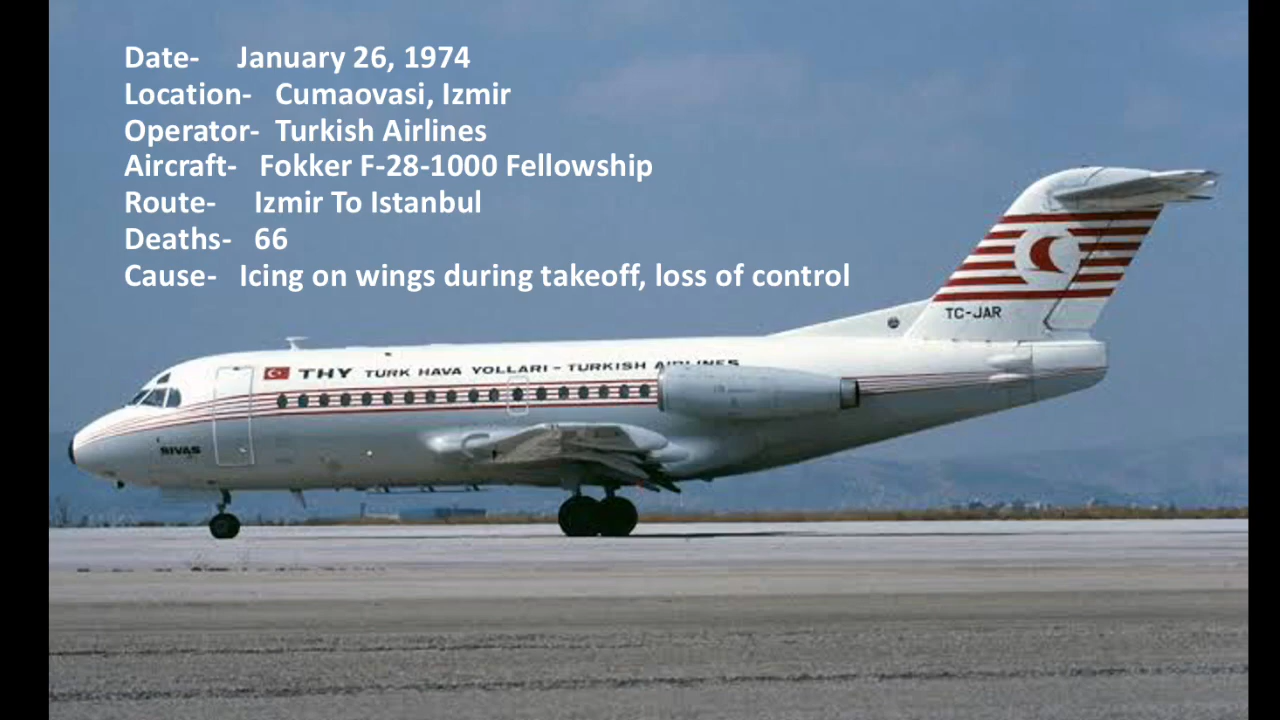 Date- January 26, 1974
Location- Cumaovasi, Izmir
Operator- Turkish Airlines
Aircraft- Fokker F-28-1000 Fellowship
Route- Izmir To Istanbul
Deaths- 66
Cause- Icing on wings during takeoff, loss of control
TC-JAR
THY TURK HAVA YOLLARI - TURKISH AIRLINES
SIVAS